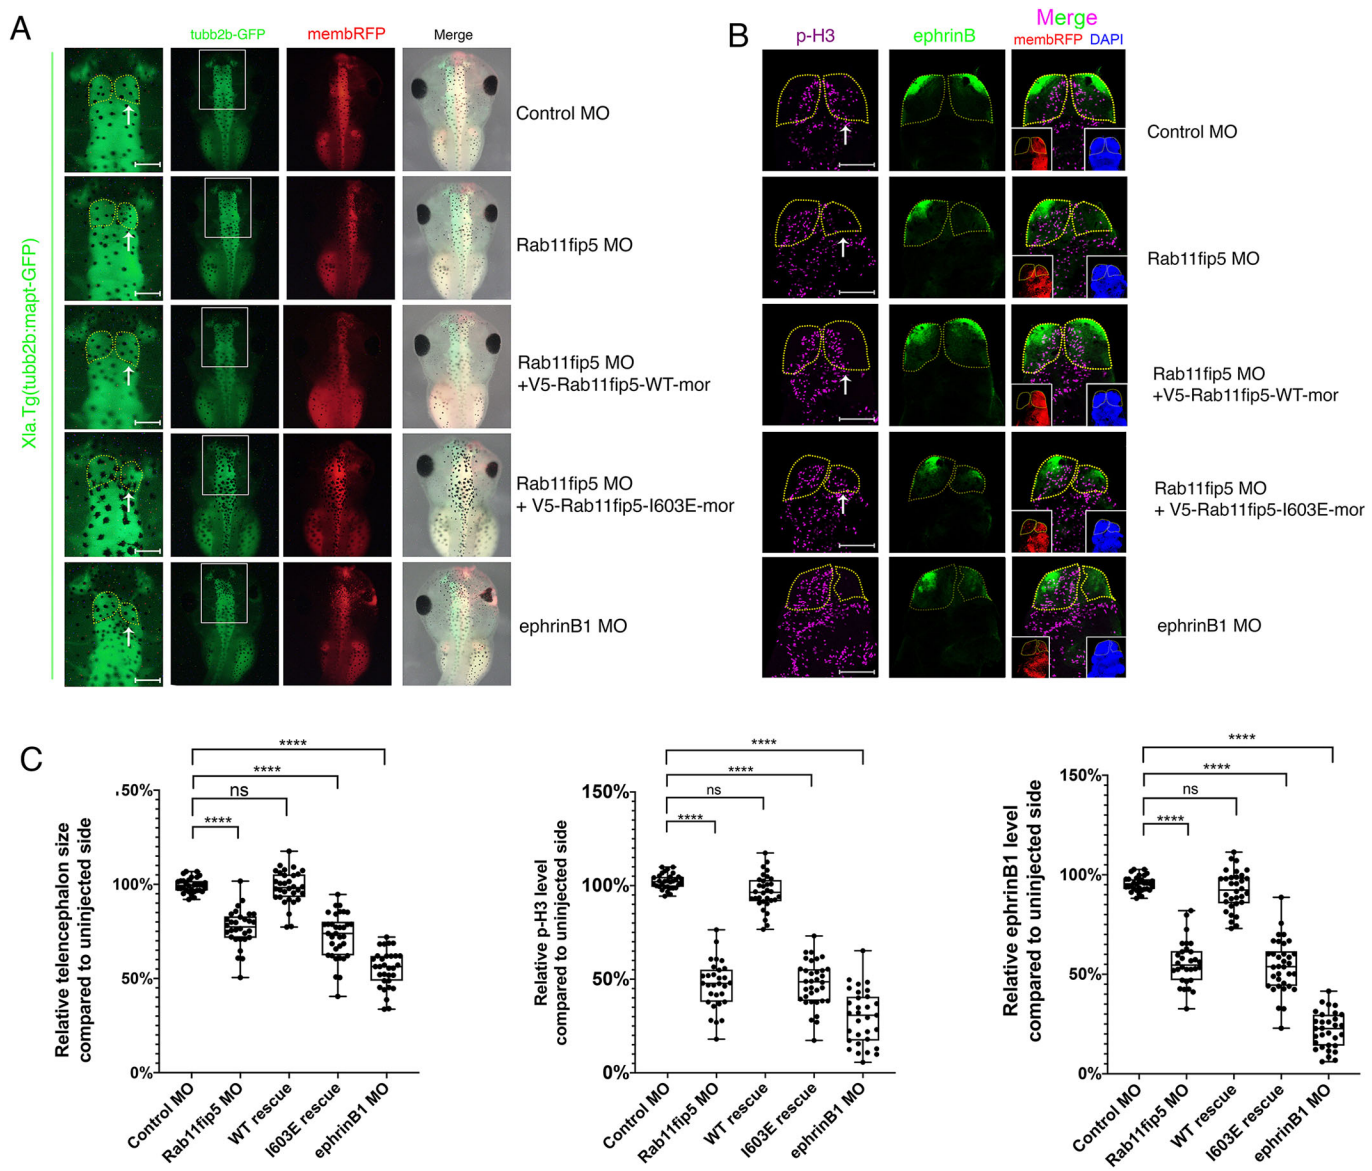 A
tubb2b-GFP
membRFP
Merge
Xla.Tg(tubb2b:mapt-GFP)
Control MO
Rab11fip5 MO
Rab11fip5 MO
+V5-Rab11fip5-WT-mor
Rab11fip5 MO
+ V5-Rab11fip5-I603E-mor
ephrinB1 MO
B
p-H3
ephrinB
Merge
membRFP
DAPI
Control MO
Rab11fip5 MO
Rab11fip5 MO
+V5-Rab11fip5-WT-mor
Rab11fip5 MO
+ V5-Rab11fip5-I603E-mor
ephrinB1 MO
C
Relative telencephalon size
compared to uninjected side
50%
100%
50%
0%
****
****
ns
****
Control MO
Rab11fip5 MO
WT rescue
I603E rescue
ephrinB1 MO
Relative p-H3 level
compared to uninjected side
150%
100%
50%
0%
****
****
ns
****
Control MO
Rab11fip5 MO
WT rescue
I603E rescue
ephrinB1 MO
Relative ephrinB1 level
compared to uninjected side
150%
100%
50%
0%
****
****
ns
****
Control MO
Rab11fip5 MO
WT rescue
I603E rescue
ephrinB1 MO